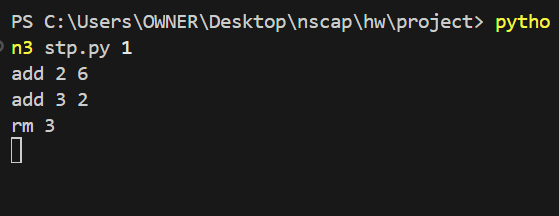 PS C:\Users\OWNER\Desktop\nscap\hw\project> pytho
n3 stp.py 1
add 2 6
add 3 2
rm 3